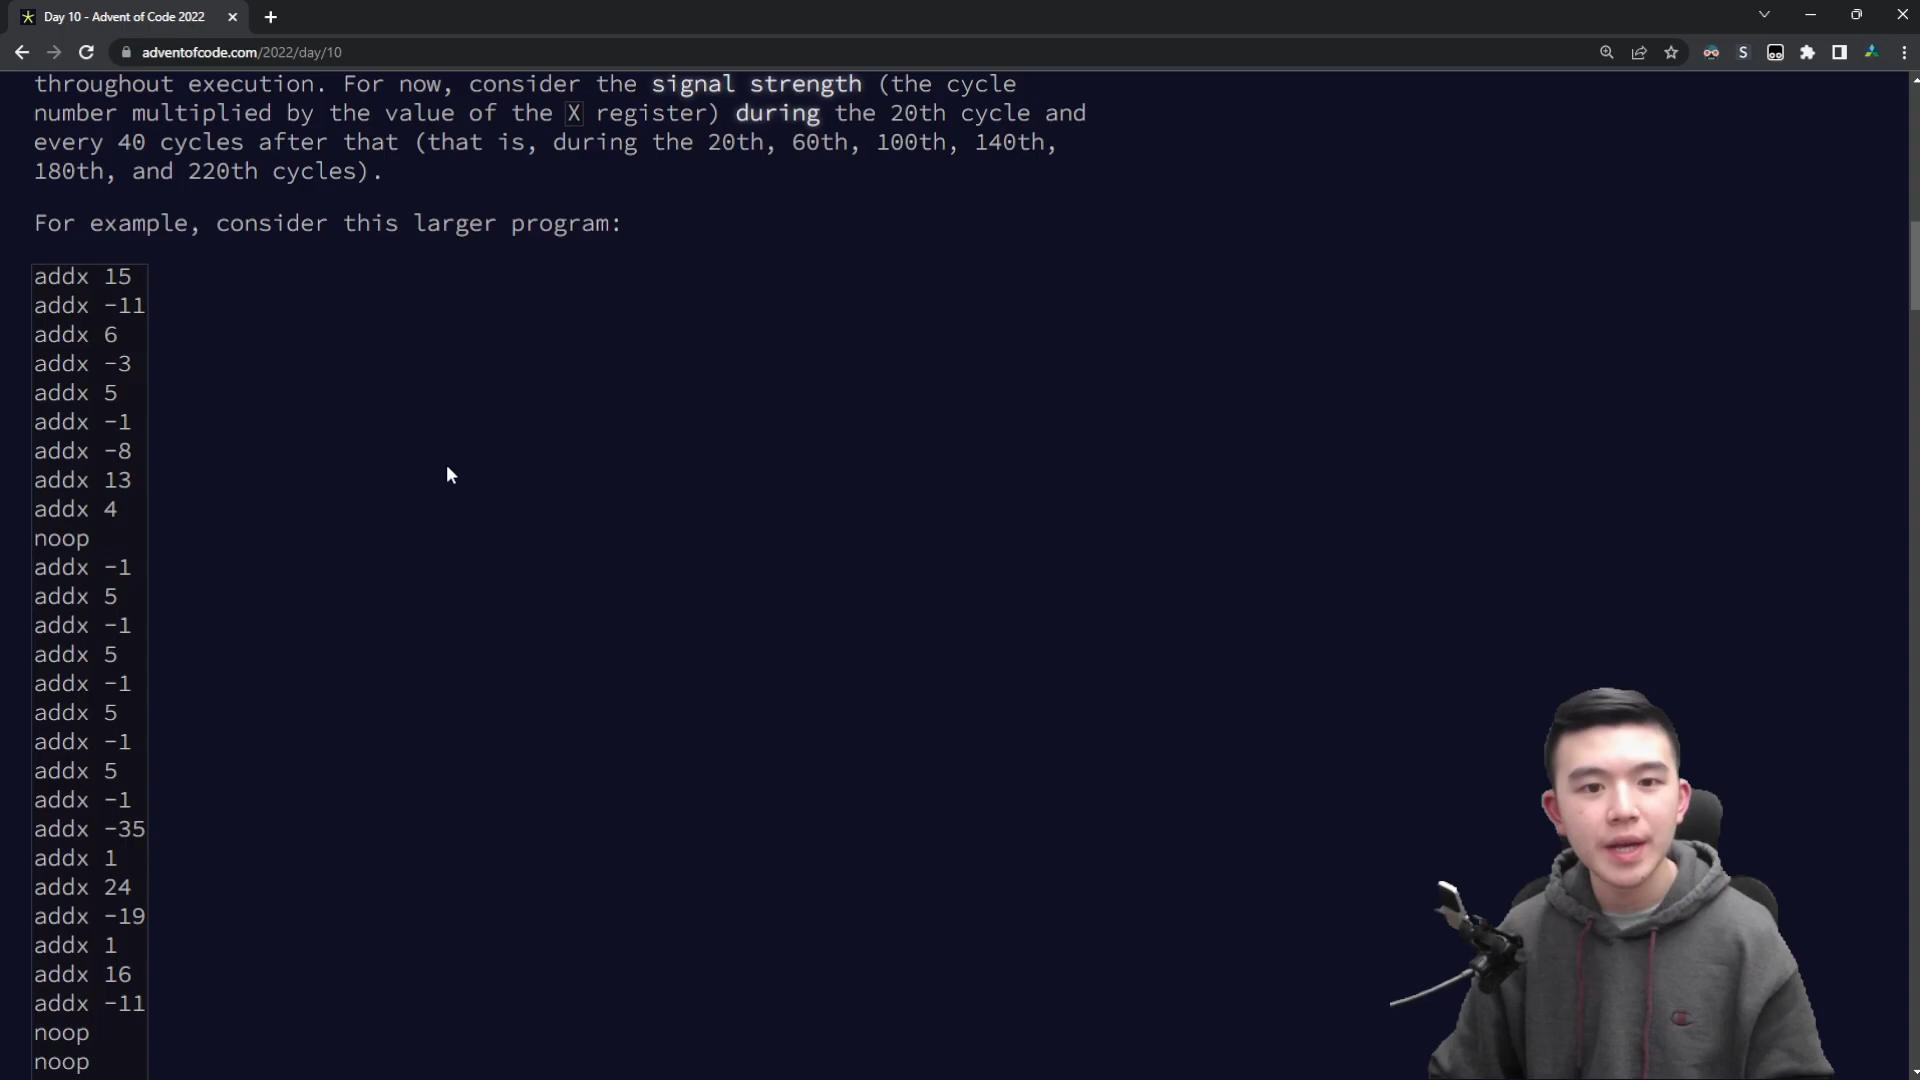 Day 10 - Advent of Code 2022
adventofcode.com/2022/day/10
S
throughout execution. For now, consider the signal strength (the cycle
number multiplied by the value of the X register) during the 20th cycle and
every 40 cycles after that (that is, during the 20th, 60th, 100th, 140th,
180th, and 220th cycles).
For example, consider this larger program:
addx 15
addx -11
addx 6
addx -3
addx 5
addx -1
addx -8
addx 13
addx 4
noop
addx -1
addx 5
addx -1
addx 5
addx -1
addx 5
addx -1
addx 5
addx -1
addx -35
addx 1
addx 24
addx -19
addx 1
addx 16
addx -11
noop
noop